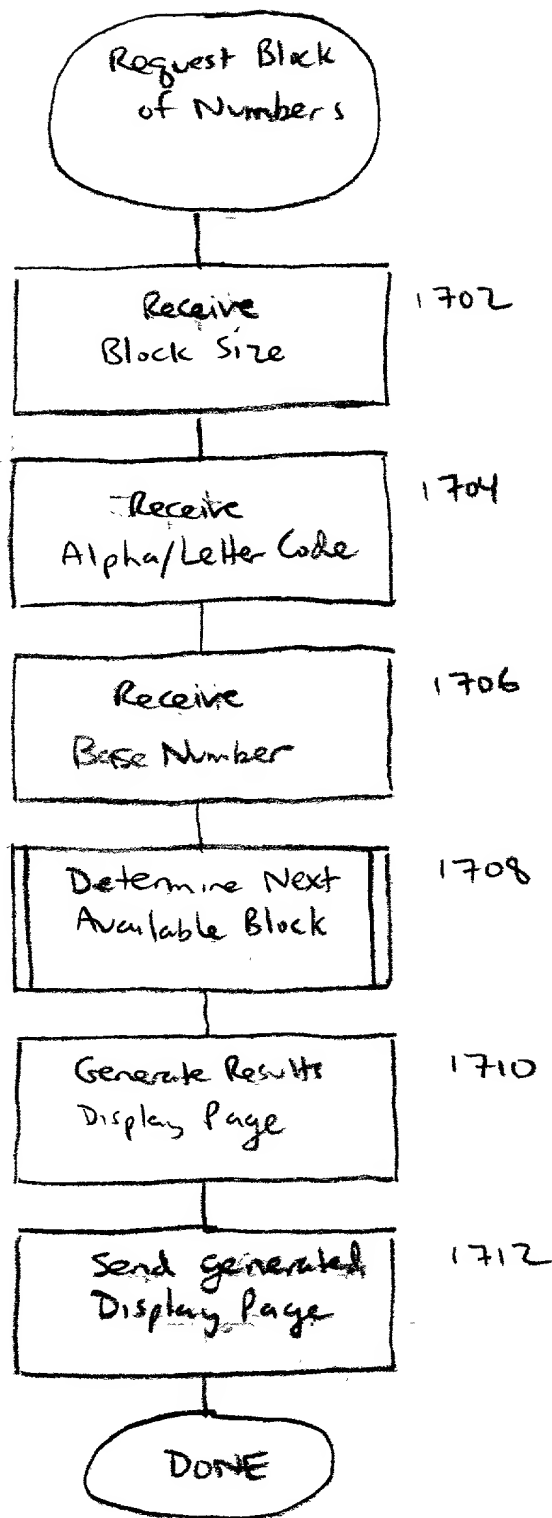 Request Block
of Numbers
Receive
Block Size
1702
Receive
Alpha/Letter Code
1704
Receive
Base Number
1706
Determine Next
Available Block
1708
Generate Results
Display Page
1710
Send generated
Display Page
1712
DONE